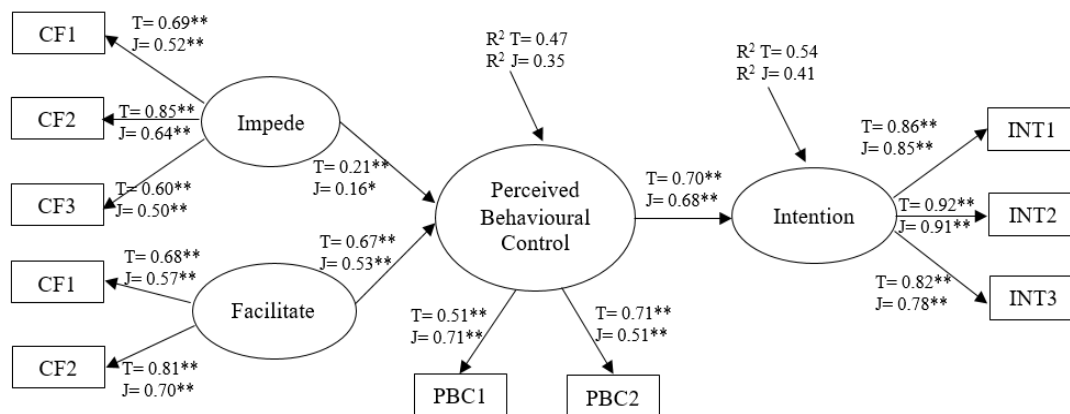 CF1
T= 0.69**
J= 0.52**
CF2
T= 0.85**
J= 0.64**
CF3
T= 0.60**
J= 0.50**
Impede
T= 0.21**
J= 0.16*
CF1
T= 0.68**
J= 0.57**
CF2
T= 0.81**
J= 0.70**
Facilitate
T= 0.67**
J= 0.53**
R² T= 0.47
R² J= 0.35
Perceived
Behavioural
Control
T= 0.51**
J= 0.71**
PBC1
T= 0.71**
J= 0.51**
PBC2
T= 0.70**
J= 0.68**
R² T= 0.54
R² J= 0.41
Intention
T= 0.86**
J= 0.85**
INT1
T= 0.92**
J= 0.91**
INT2
T= 0.82**
J= 0.78**
INT3